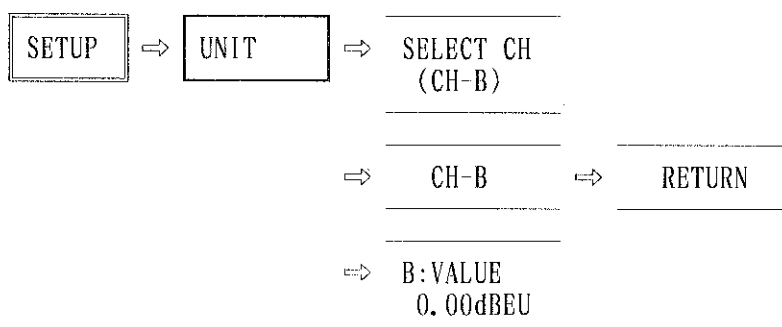 SETUP ⇨ UNIT ⇨ SELECT CH
(CH-B)
⇨ CH-B ⇨ RETURN
⇨ B:VALUE
0.00dBEU